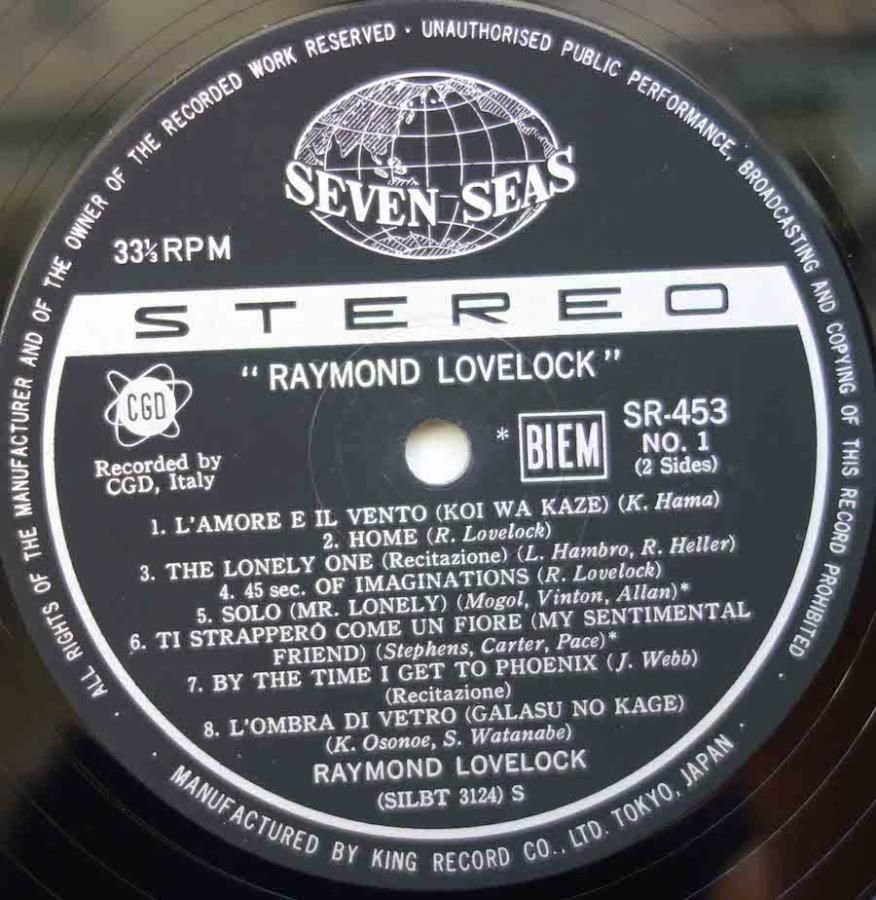 ALL RIGHTS OF THE MANUFACTURER AND OF THE OWNER OF THE RECORDED WORK RESERVED · UNAUTHORISED PUBLIC PERFORMANCE, BROADCASTING AND COPYING OF THIS RECORD PROHIBITED ·
SEVEN SEAS
33⅓ RPM
STEREO
"RAYMOND LOVELOCK"
CGD
Recorded by
CGD, Italy
* BIEM
SR-453
NO. 1
(2 Sides)
1. L'AMORE E IL VENTO (KOI WA KAZE) (K. Hama)
2. HOME (R. Lovelock)
3. THE LONELY ONE (Recitazione) (L. Hambro, R. Heller)
4. 45 sec. OF IMAGINATIONS (R. Lovelock)
5. SOLO (MR. LONELY) (Mogol, Vinton, Allan)*
6. TI STRAPPERÒ COME UN FIORE (MY SENTIMENTAL
FRIEND) (Stephens, Carter, Pace)*
7. BY THE TIME I GET TO PHOENIX (J. Webb)
(Recitazione)
8. L'OMBRA DI VETRO (GALASU NO KAGE)
(K. Osonoe, S. Watanabe)
RAYMOND LOVELOCK
(SILBT 3124) S
· MANUFACTURED BY KING RECORD CO., LTD. TOKYO, JAPAN ·